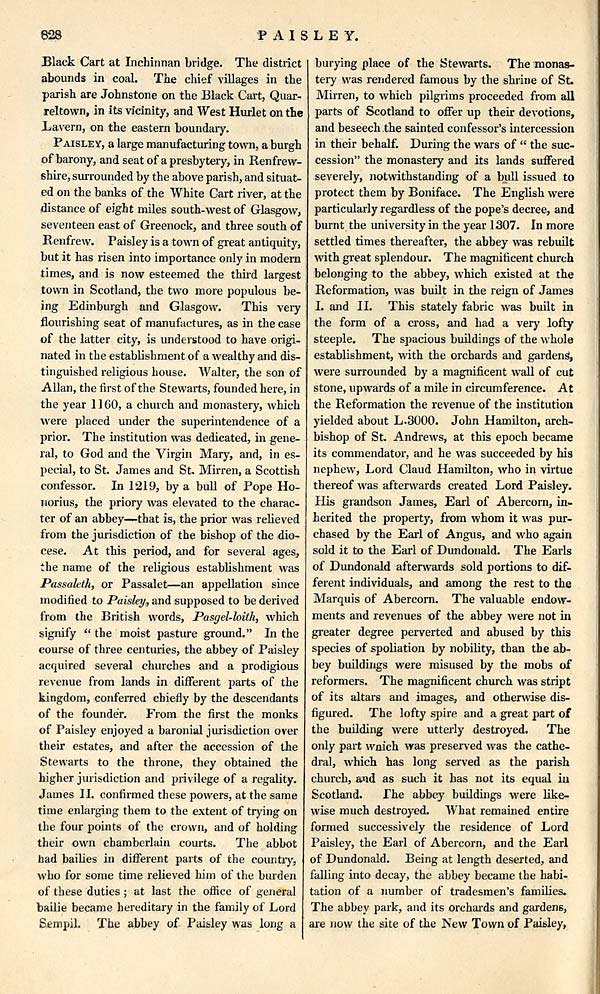 828
PAISLEY.
Black Cart at Inchinnan bridge. The district
abounds in coal. The chief villages in the
parish are Johnstone on the Black Cart, Quar-
reltown, in its vicinity, and West Hurlet on the
Lavern, on the eastern boundary.
PAISLEY, a large manufacturing town, a burgh
of barony, and seat of a presbytery, in Renfrew-
shire, surrounded by the above parish, and situat-
ed on the banks of the White Cart river, at the
distance of eight miles south-west of Glasgow,
seventeen east of Greenock, and three south of
Renfrew. Paisley is a town of great antiquity,
but it has risen into importance only in modern
times, and is now esteemed the third largest
town in Scotland, the two more populous be-
ing Edinburgh and Glasgow. This very
flourishing seat of manufactures, as in the case
of the latter city, is understood to have origi-
nated in the establishment of a wealthy and dis-
tinguished religious house. Walter, the son of
Allan, the first of the Stewarts, founded here, in
the year 1160, a church and monastery, which
were placed under the superintendence of a
prior. The institution was dedicated, in gene-
ral, to God and the Virgin Mary, and, in es-
pecial, to St. James and St. Mirren, a Scottish
confessor. In 1219, by a bull of Pope Ho-
norius, the priory was elevated to the charac-
ter of an abbey—that is, the prior was relieved
from the jurisdiction of the bishop of the dio-
cese. At this period, and for several ages,
the name of the religious establishment was
Passaleth, or Passalet—an appellation since
modified to Paisley, and supposed to be derived
from the British words, Pasgel-loith, which
signify “ the moist pasture ground.” In the
course of three centuries, the abbey of Paisley
acquired several churches and a prodigious
revenue from lands in different parts of the
kingdom, conferred chiefly by the descendants
of the founder. From the first the monks
of Paisley enjoyed a baronial jurisdiction over
their estates, and after the accession of the
Stewarts to the throne, they obtained the
higher jurisdiction and privilege of a regality.
James II. confirmed these powers, at the same
time enlarging them to the extent of trying on
the four points of the crown, and of holding
their own chamberlain courts. The abbot
had bailies in different parts of the country,
who for some time relieved him of the burden
of these duties ; at last the office of general
bailie became hereditary in the family of Lord
Sempil. The abbey of Paisley was long a
burying place of the Stewarts. The monas-
tery was rendered famous by the shrine of St.
Mirren, to which pilgrims proceeded from all
parts of Scotland to offer up their devotions,
and beseech the sainted confessor's intercession
in their behalf. During the wars of “ the suc-
cession” the monastery and its lands suffered
severely, notwithstanding of a bull issued to
protect them by Boniface. The English were
particularly regardless of the pope's decree, and
burnt the university in the year 1307. In more
settled times thereafter, the abbey was rebuilt
with great splendour. The magnificent church
belonging to the abbey, which existed at the
Reformation, was built in the reign of James
I. and II. This stately fabric was built in
the form of a cross, and had a very lofty
steeple. The spacious buildings of the whole
establishment, with the orchards and gardens,
were surrounded by a magnificent wall of cut
stone, upwards of a mile in circumference. At
the Reformation the revenue of the institution
yielded about L.3000. John Hamilton, arch-
bishop of St. Andrews, at this epoch became
its commendator, and he was succeeded by his
nephew, Lord Claud Hamilton, who in virtue
thereof was afterwards created Lord Paisley.
His grandson James, Earl of Abercorn, in-
herited the property, from whom it was pur-
chased by the Earl of Angus, and who again
sold it to the Earl of Dundonald. The Earls
of Dundonald afterwards sold portions to dif-
ferent individuals, and among the rest to the
Marquis of Abercorn. The valuable endow-
ments and revenues of the abbey were not in
greater degree perverted and abused by this
species of spoliation by nobility, than the ab-
bey buildings were misused by the mobs of
reformers. The magnificent church was stript
of its altars and images, and otherwise dis-
figured. The lofty spire and a great part of
the building were utterly destroyed. The
only part which was preserved was the cathe-
dral, which has long served as the parish
church, and as such it has not its equal in
Scotland. The abbey buildings were like-
wise much destroyed. What remained entire
formed successively the residence of Lord
Paisley, the Earl of Abercorn, and the Earl
of Dundonald. Being at length deserted, and
falling into decay, the abbey became the habi-
tation of a number of tradesmen's families.
The abbey park, and its orchards and gardens,
are now the site of the New Town of Paisley,